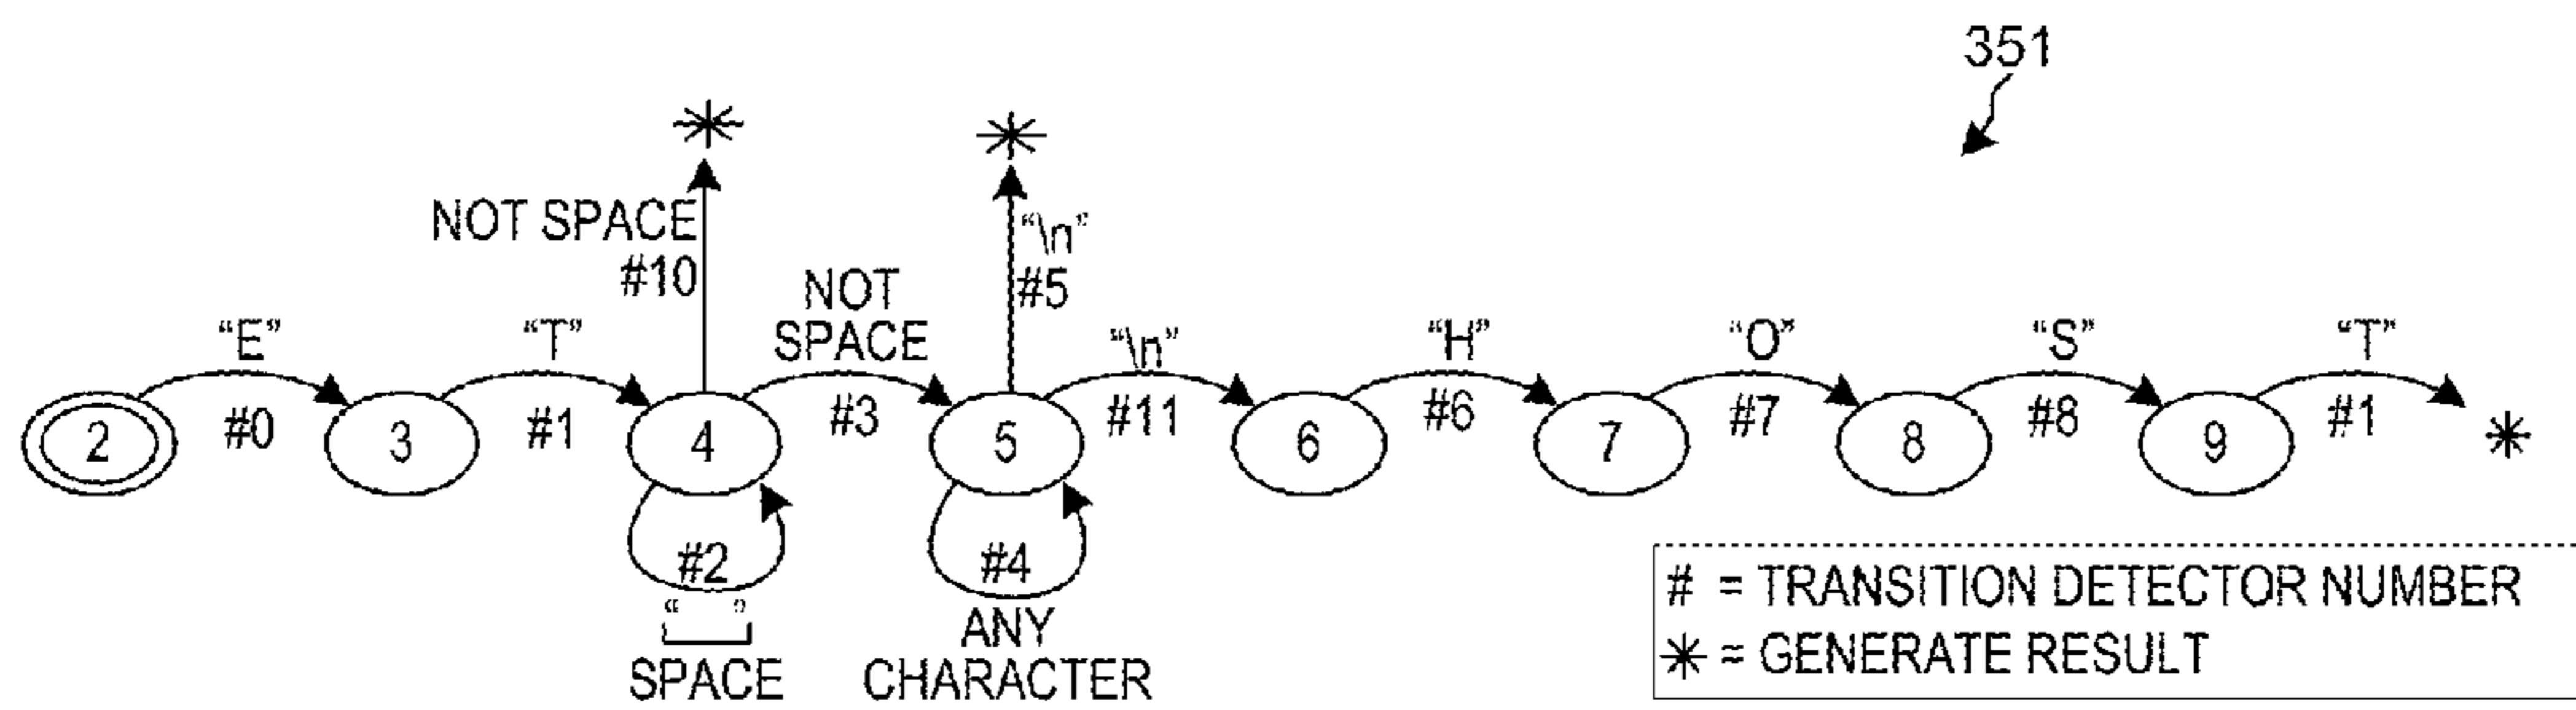 351
NOT SPACE
#10
"\n"
#5
NOT
SPACE
"E"
"T"
"\n"
"H"
"O"
"S"
"T"
#0
#1
#3
#11
#6
#7
#8
#1
2
3
4
5
6
7
8
9
#2
#4
" "
SPACE
ANY
CHARACTER
# = TRANSITION DETECTOR NUMBER
* = GENERATE RESULT